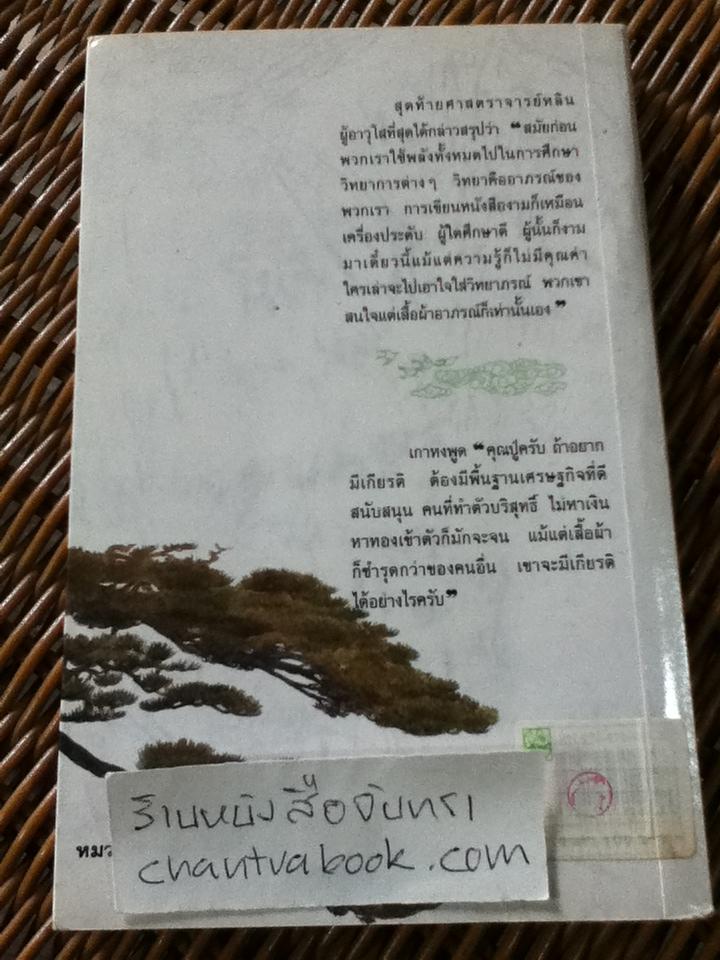 สุดท้ายศาสตราจารย์หลิน
ผู้อาวุโสที่สุดได้กล่าวสรุปว่า “สมัยก่อน
พวกเราใช้พลังทั้งหมดไปในการศึกษา
วิทยาการต่างๆ วิทยาคืออาภรณ์ของ
พวกเรา การเขียนหนังสืองามก็เหมือน
เครื่องประดับ ผู้ใดศึกษาดี ผู้นั้นก็งาม
มาเดี๋ยวนี้แม้แต่ความรู้ก็ไม่มีคุณค่า
ใครเล่าจะไปเอาใจใส่วิทยาภรณ์ พวกเขา
สนใจแต่เสื้อผ้าอาภรณ์ก็เท่านั้นเอง”
เกาหงพูด “คุณปู่ครับ ถ้าอยาก
มีเกียรติ ต้องมีพื้นฐานเศรษฐกิจที่ดี
สนับสนุน คนที่ทำตัวบริสุทธิ์ ไม่หาเงิน
หาทองเข้าตัวก็มักจะจน แม้แต่เสื้อผ้า
ก็ชำรุดกว่าของคนอื่น เขาจะมีเกียรติ
ได้อย่างไรครับ”
หมว
ร้านหนังสือจันทรา
chantrabook.com